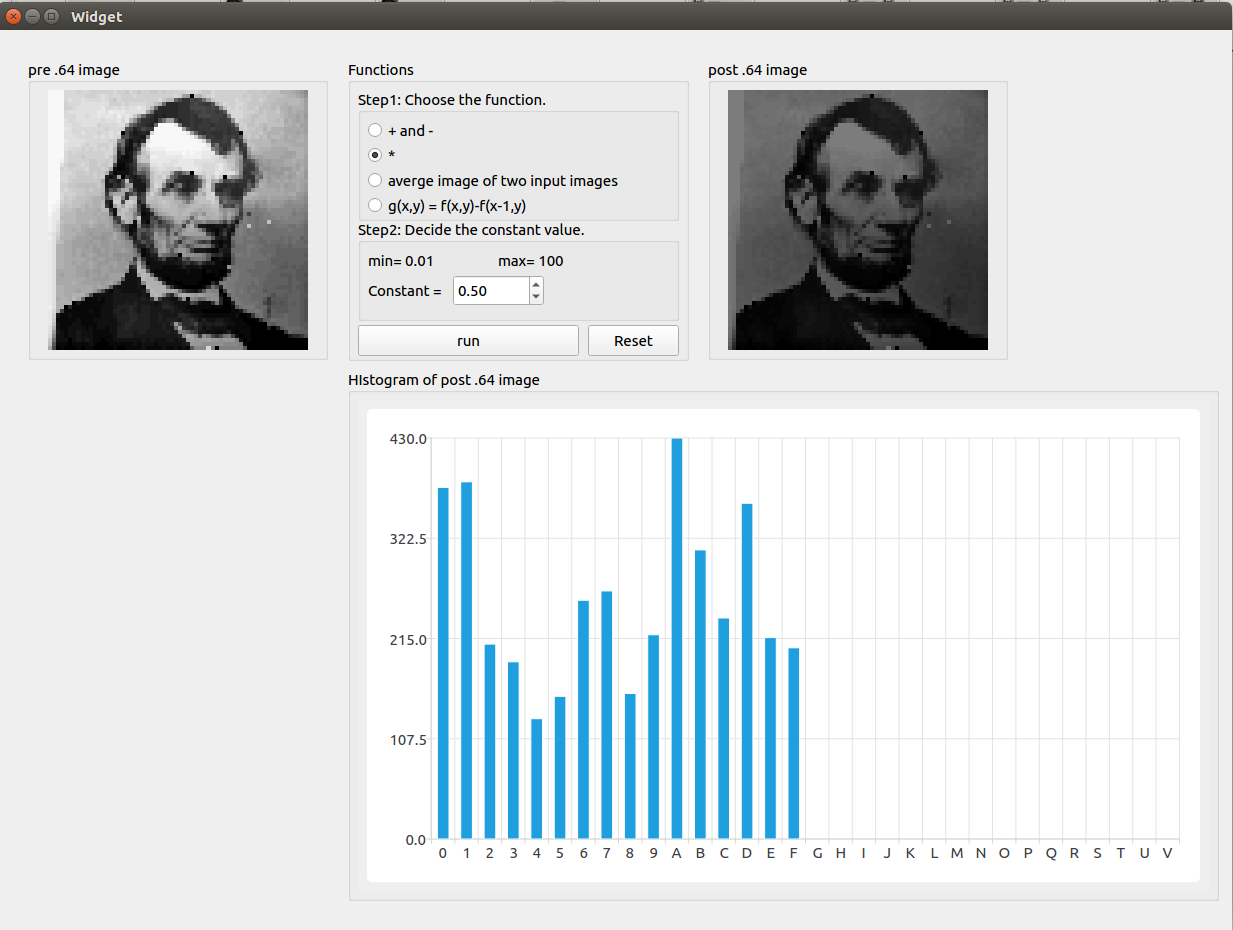 Widget
pre .64 image
Functions
post .64 image
Step1: Choose the function.
+ and -
*
averge image of two input images
g(x,y) = f(x,y)-f(x-1,y)
Step2: Decide the constant value.
min= 0.01 max= 100
Constant = 0.50
run Reset
HIstogram of post .64 image
430.0
322.5
215.0
107.5
0.0
0 1 2 3 4 5 6 7 8 9 A B C D E F G H I J K L M N O P Q R S T U V